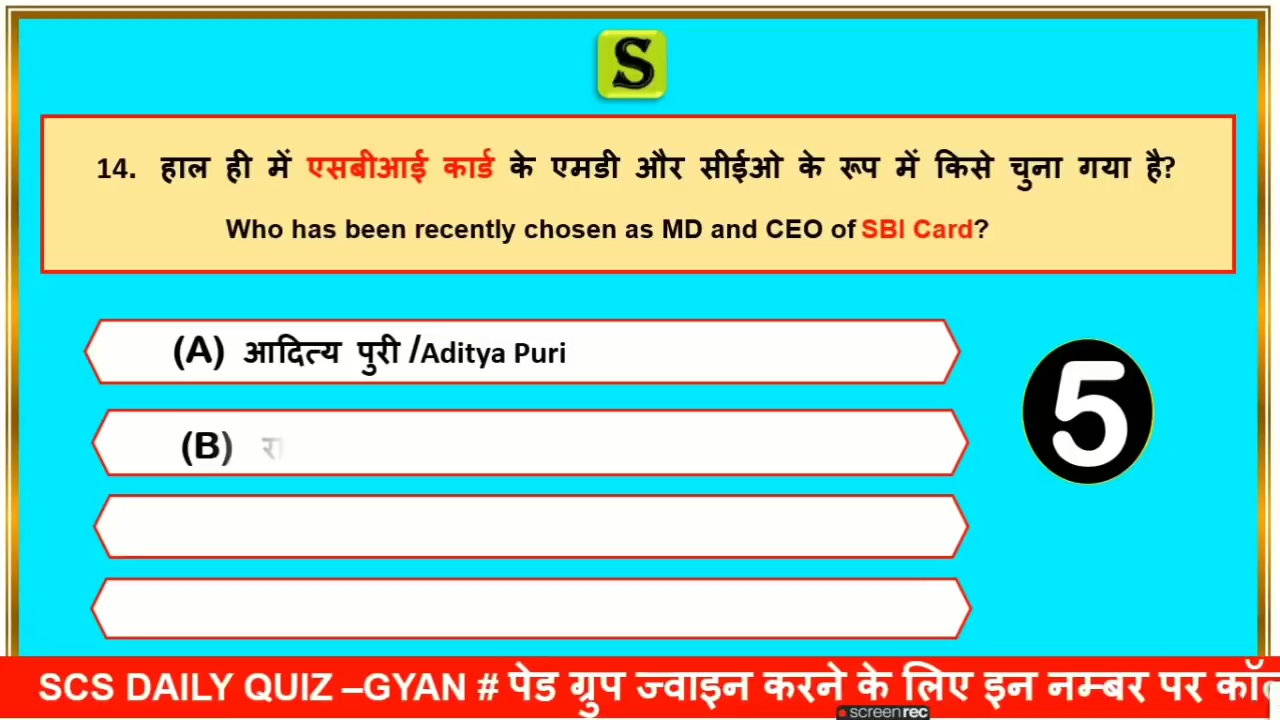 S
14. हाल ही में एसबीआई कार्ड के एमडी और सीईओ के रूप में किसे चुना गया है?
Who has been recently chosen as MD and CEO of SBI Card?
(A) आदित्य पुरी /Aditya Puri
5
(B)
SCS DAILY QUIZ –GYAN # पेड ग्रुप ज्वाइन करने के लिए इन नम्बर पर
screenrec